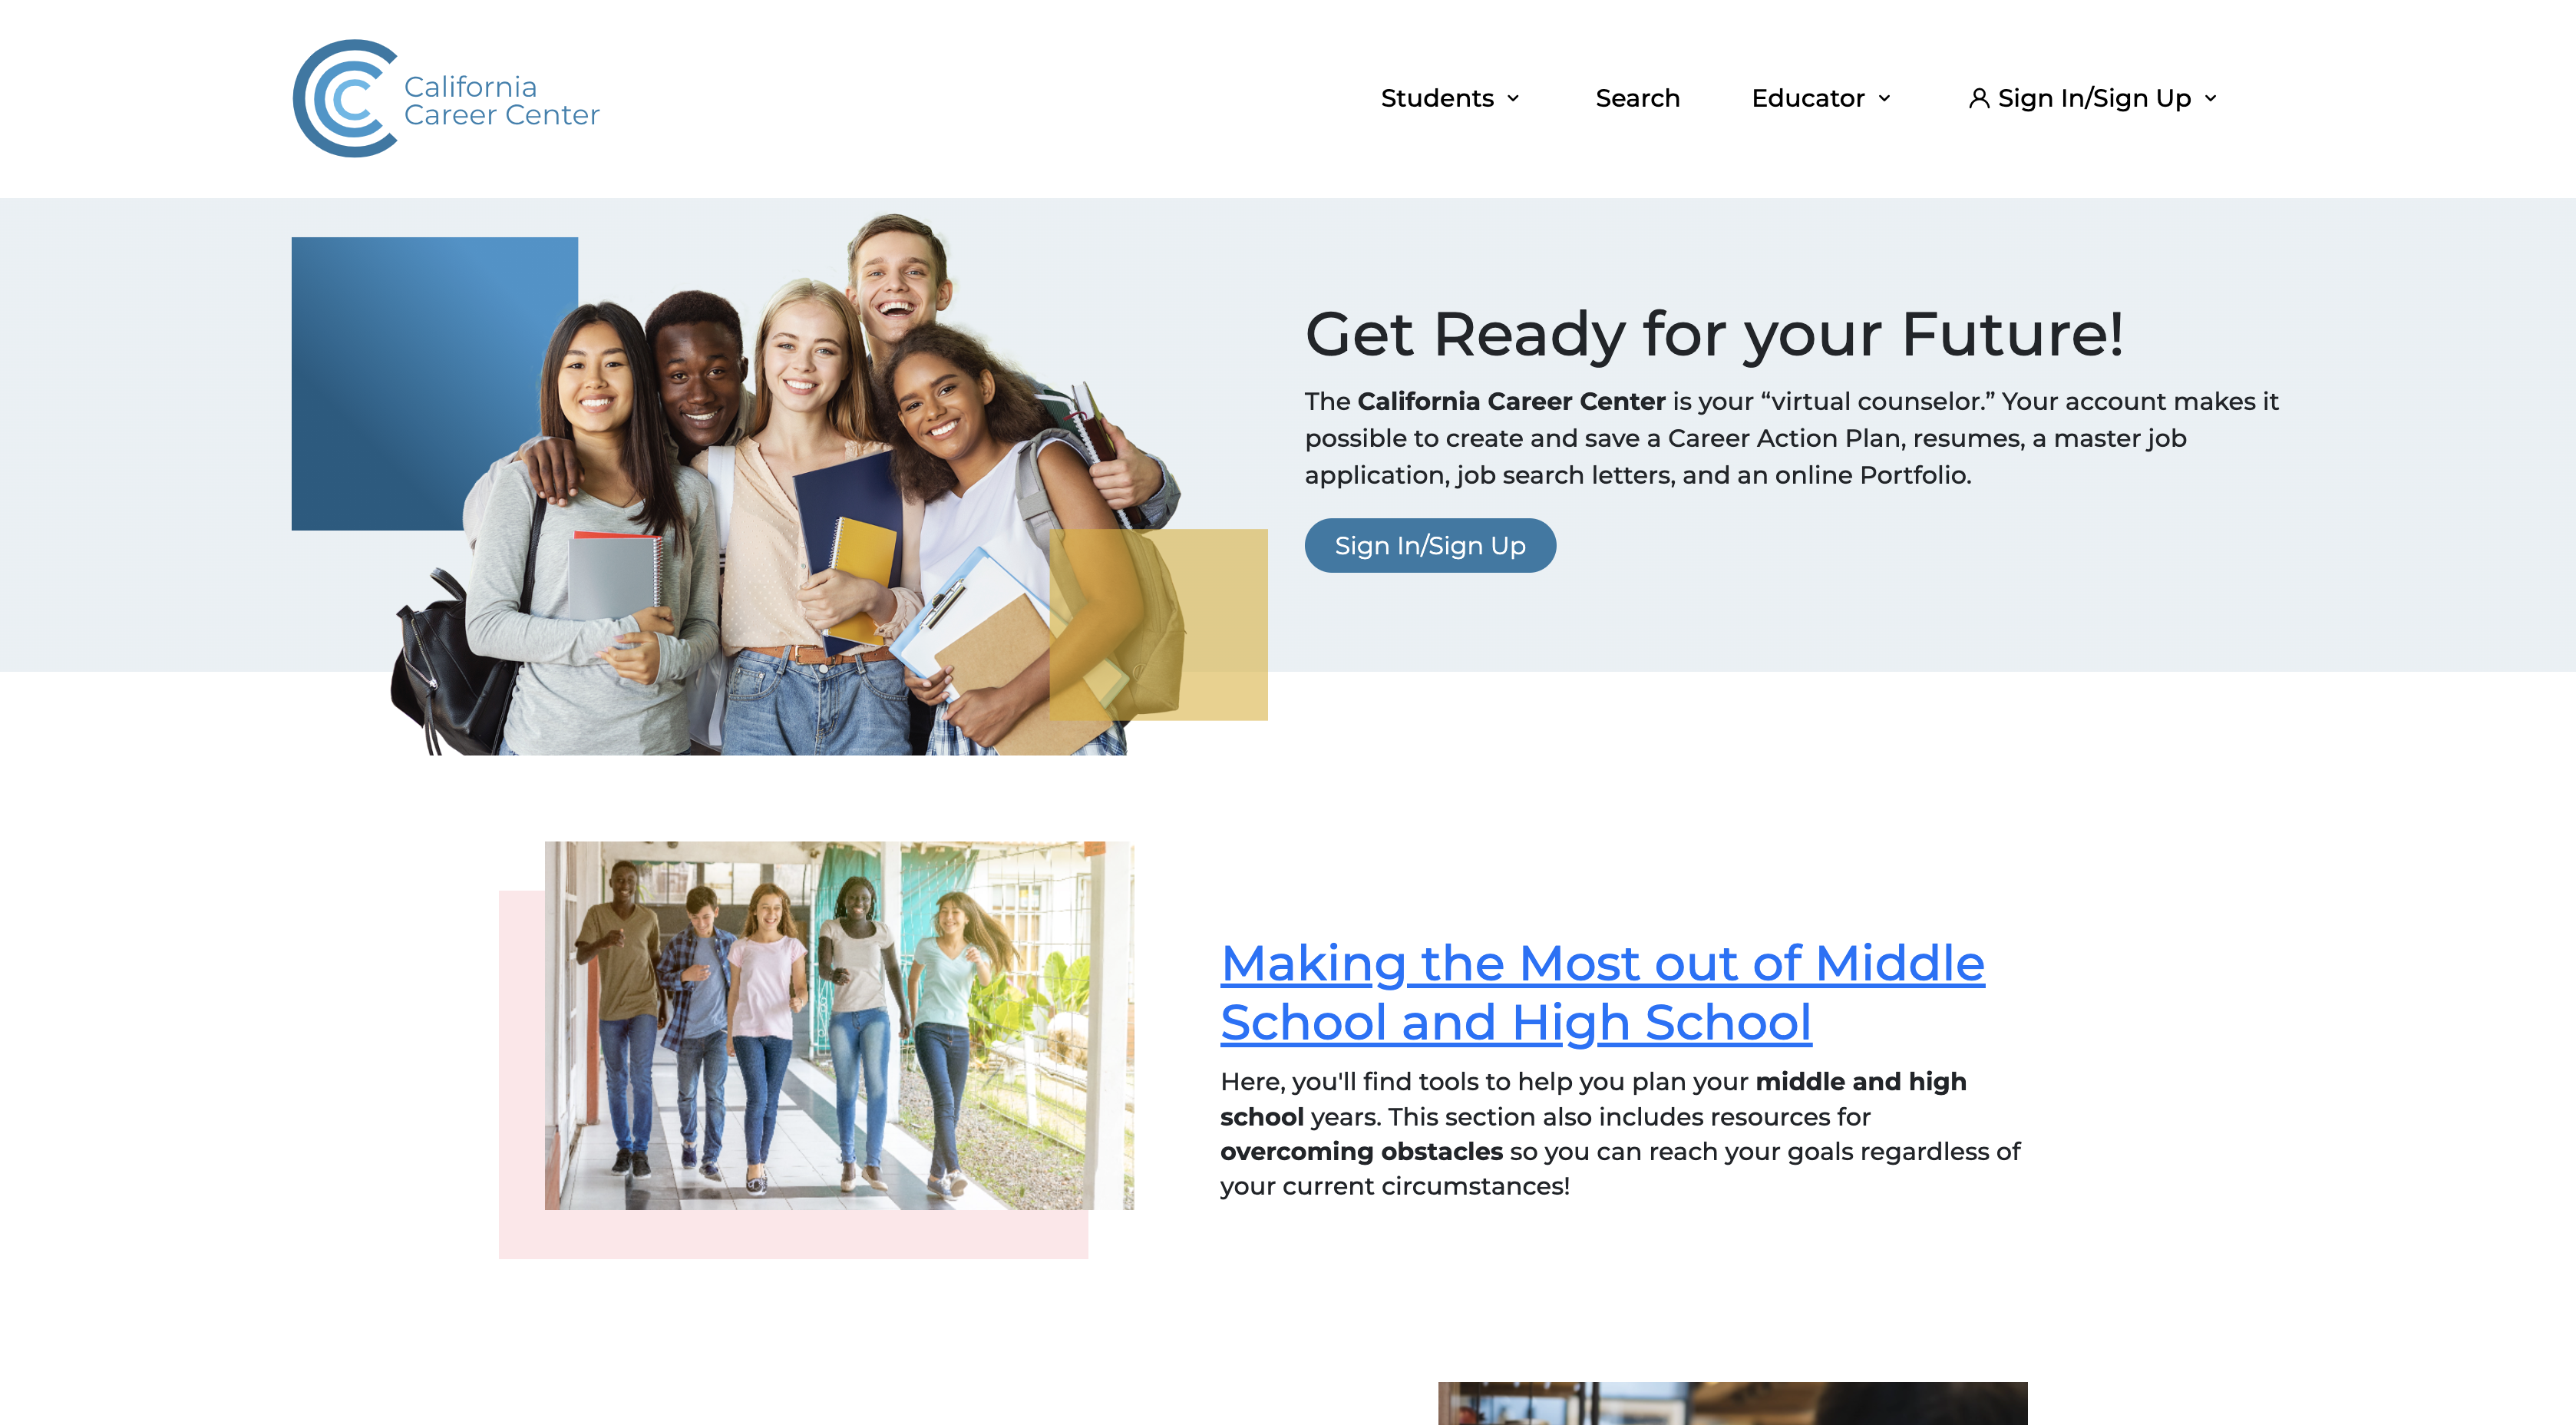 California
Career Center
Students
Search
Educator
Sign In/Sign Up
Get Ready for your Future!
The California Career Center is your “virtual counselor.” Your account makes it
possible to create and save a Career Action Plan, resumes, a master job
application, job search letters, and an online Portfolio.
Sign In/Sign Up
Making the Most out of Middle
School and High School
Here, you'll find tools to help you plan your middle and high
school years. This section also includes resources for
overcoming obstacles so you can reach your goals regardless of
your current circumstances!